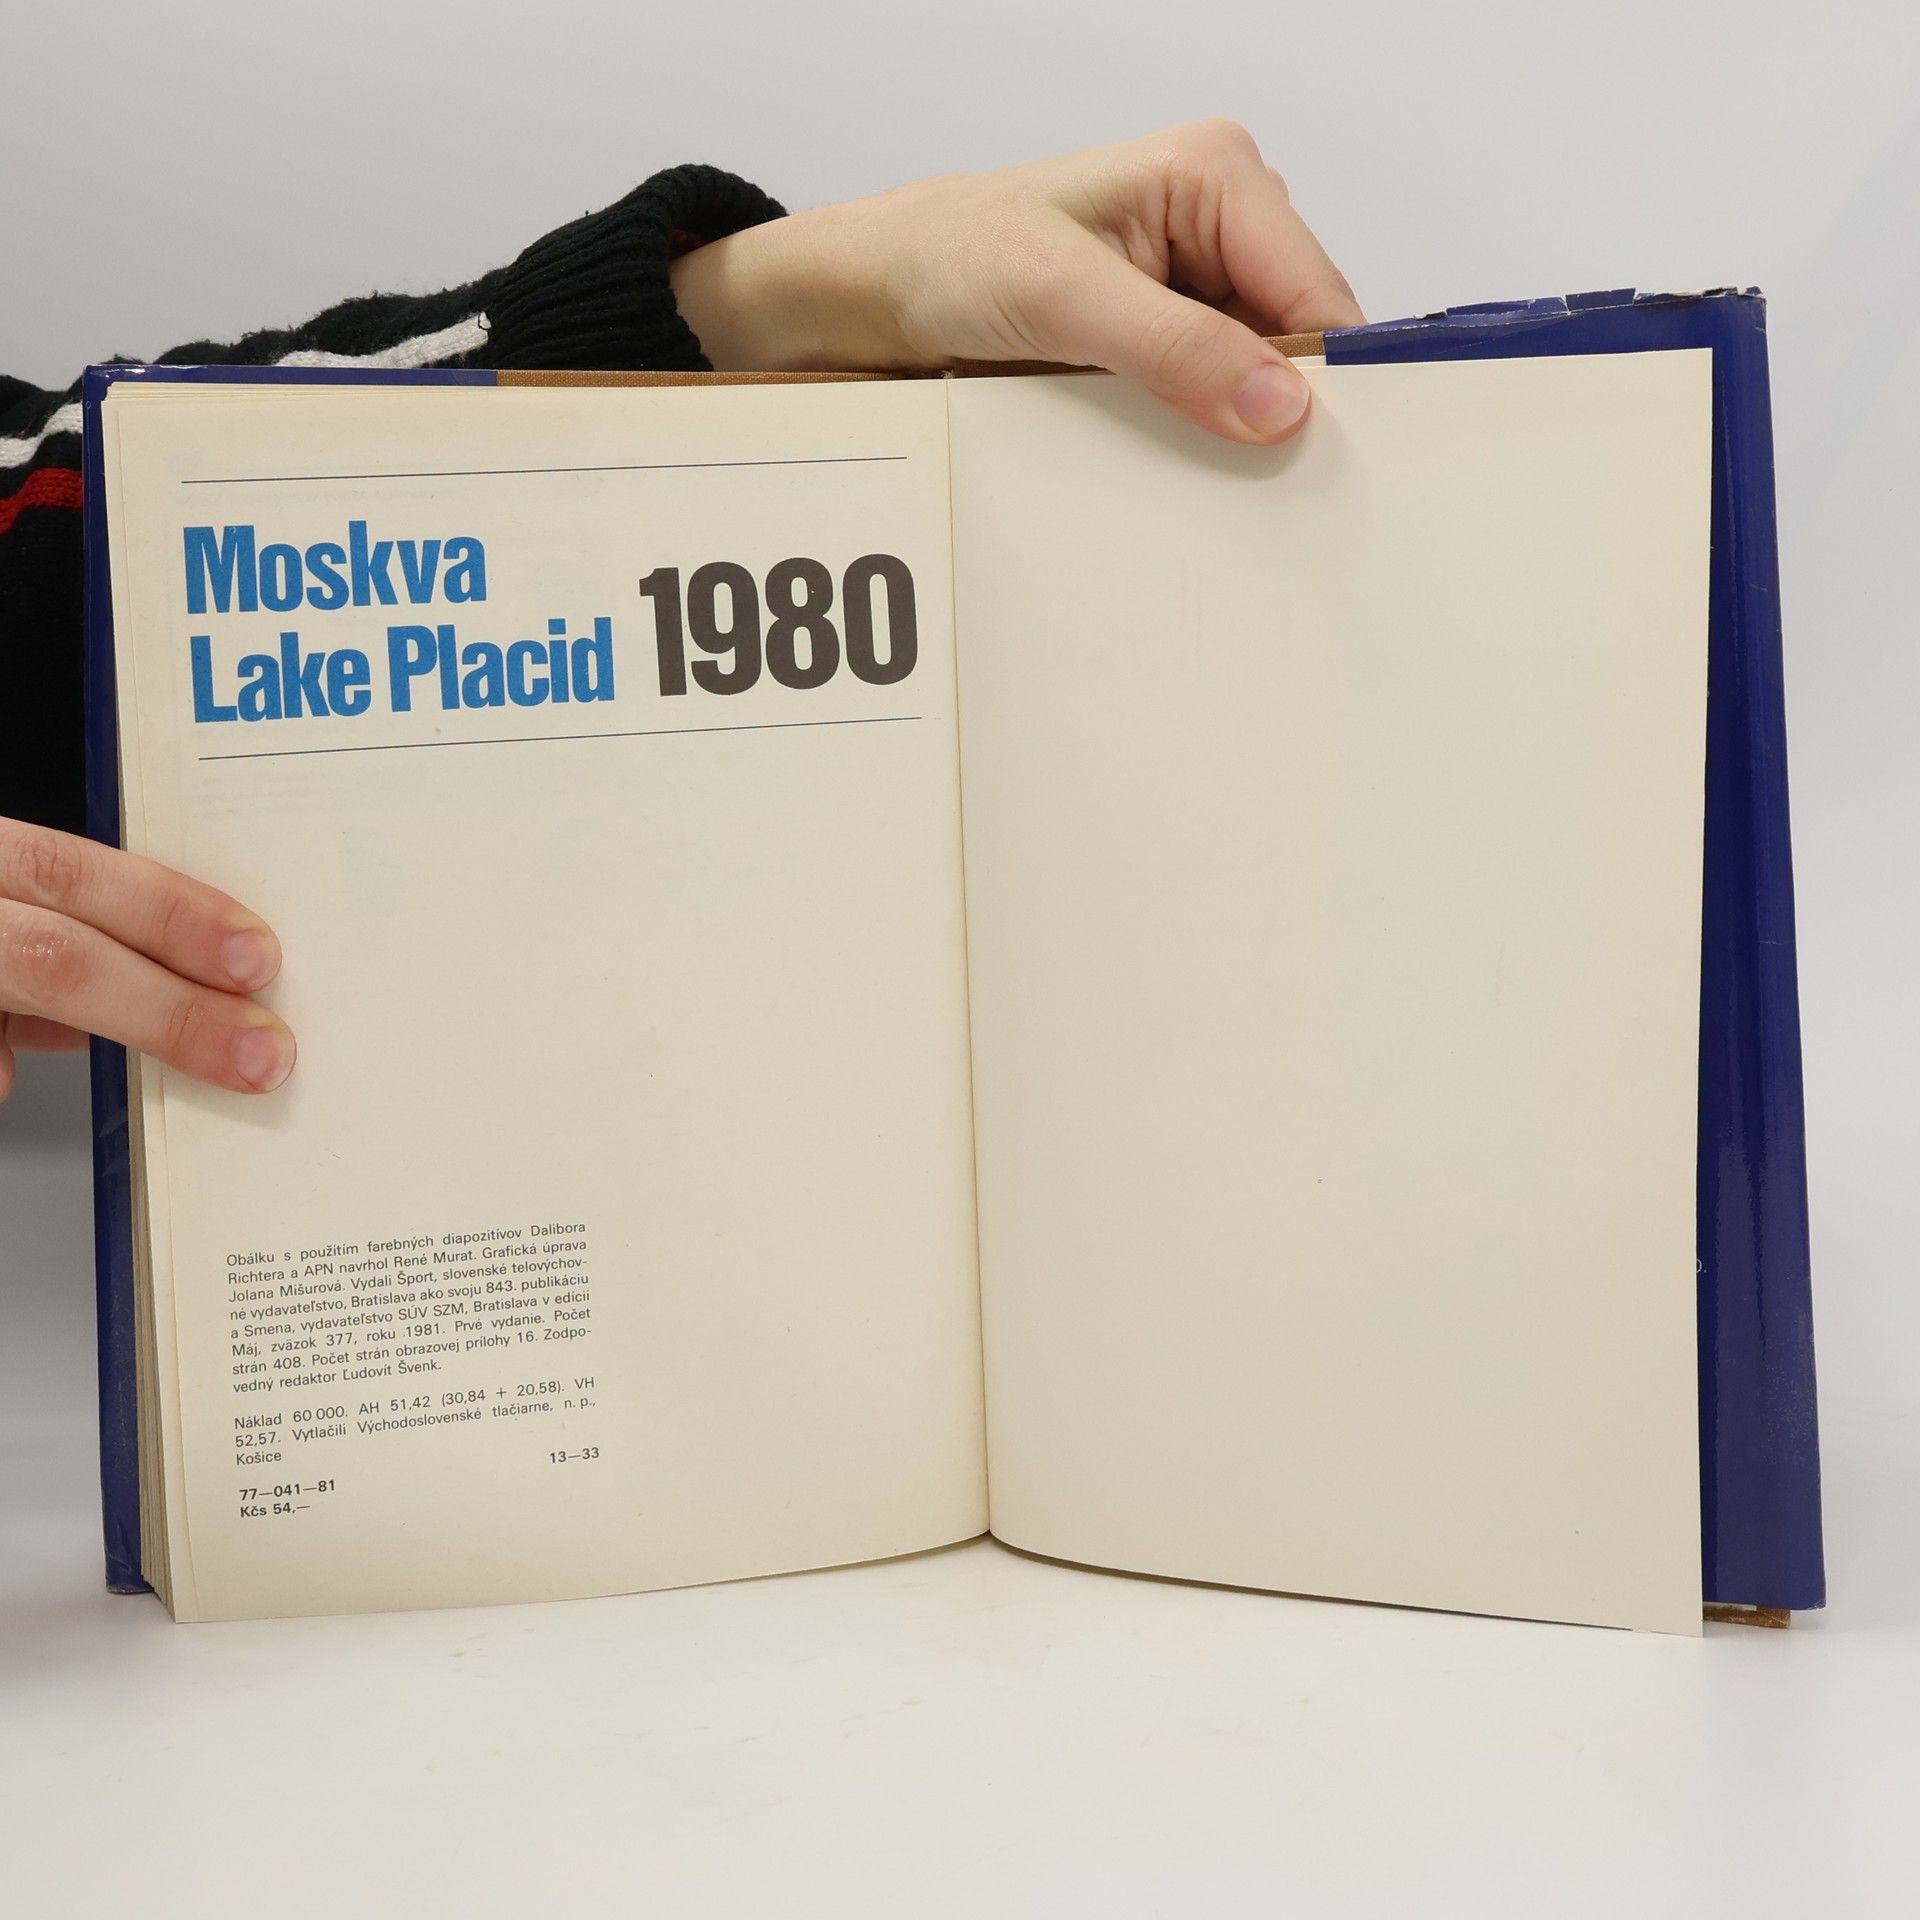 Moskva
Lake Placid 1980
Obálku s použitím farebných diapozitívov Dalibora
Richtera a APN navrhol René Murat. Grafická úprava
Jolana Mišurová. Vydali Šport, slovenské telovýchov-
né vydavateľstvo, Bratislava ako svoju 843. publikáciu
a Smena, vydavateľstvo SÚV SZM, Bratislava v edícii
Máj, zväzok 377, roku 1981. Prvé vydanie. Počet
strán 408. Počet strán obrazovej prílohy 16. Zodpo-
vedný redaktor Ľudovít Švenk.
Náklad 60 000. AH 51,42 (30,84 + 20,58). VH
52,57. Vytlačili Východoslovenské tlačiarne, n. p.,
Košice
13—33
77—041—81
Kčs 54,—